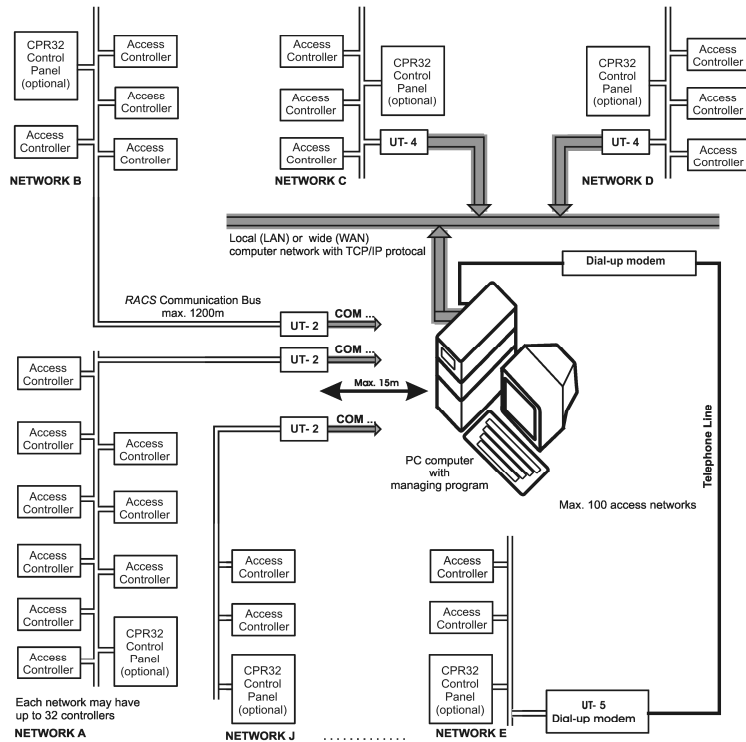 CPR32
Control
Panel
(optional)
Access
Controller
Access
Controller
Access
Controller
Access
Controller
NETWORK B
Access
Controller
Access
Controller
Access
Controller
CPR32
Control
Panel
(optional)
UT- 4
NETWORK C
CPR32
Control
Panel
(optional)
Access
Controller
Access
Controller
Access
Controller
UT- 4
NETWORK D
Local (LAN) or wide (WAN)
computer network with TCP/IP protocal
Dial-up modem
RACS Communication Bus
max. 1200m
UT- 2
COM ...
UT- 2
COM ...
Max. 15m
UT- 2
COM ...
PC computer
with
managing program
Max. 100 access networks
Telephone Line
Access
Controller
Access
Controller
Access
Controller
Access
Controller
Access
Controller
Access
Controller
Access
Controller
Access
Controller
Access
Controller
CPR32
Control
Panel
(optional)
Each network may have
up to 32 controllers
NETWORK A
Access
Controller
Access
Controller
CPR32
Control
Panel
(optional)
NETWORK J
............
Access
Controller
Access
Controller
CPR32
Control
Panel
(optional)
NETWORK E
UT- 5
Dial-up modem